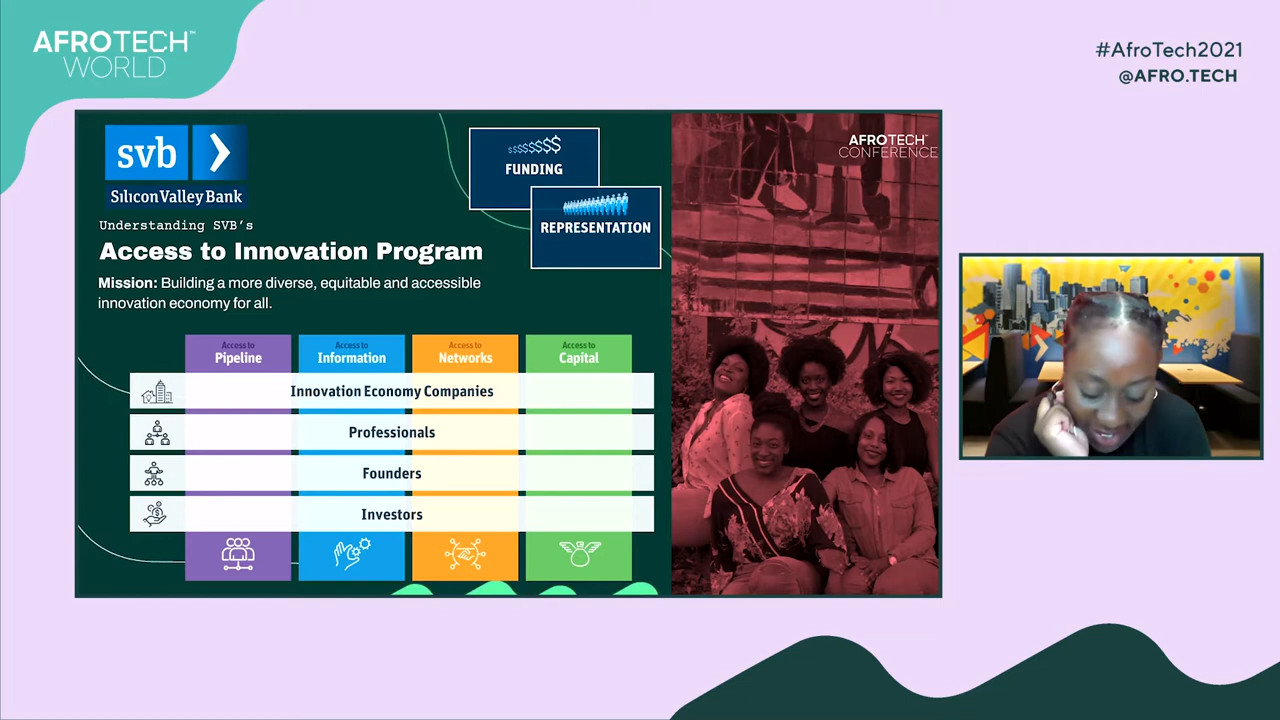 AFROTECH™
WORLD
#AfroTech2021
@AFRO.TECH
svb
Silicon Valley Bank
Understanding SVB's
Access to Innovation Program
Mission: Building a more diverse, equitable and accessible
innovation economy for all.
$$$$$$$$$
FUNDING
REPRESENTATION
AFROTECH™
CONFERENCE
Access to
Pipeline
Access to
Information
Access to
Networks
Access to
Capital
Innovation Economy Companies
Professionals
Founders
Investors